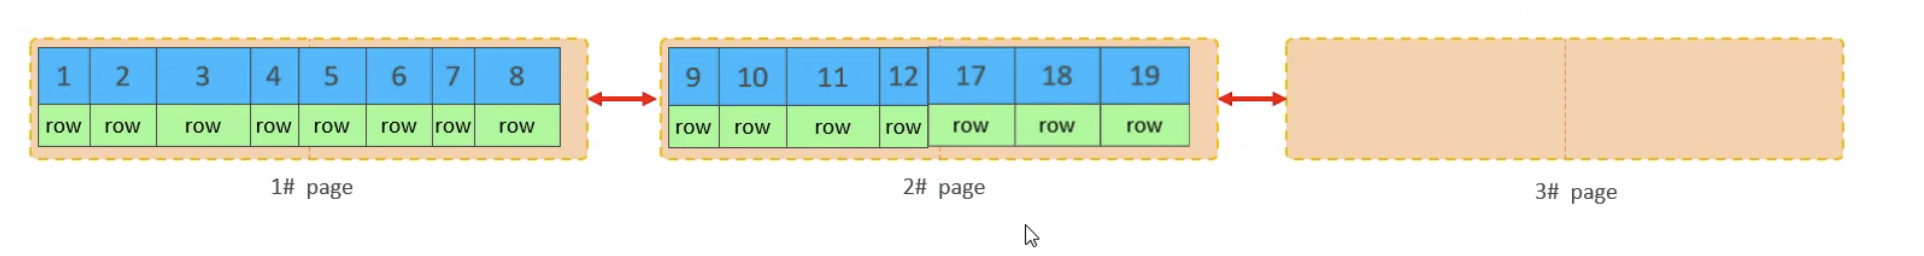 1 2 3 4 5 6 7 8 9 10 11 12 17 18 19
row row row row row row row row row row row row row row row
1# page 2# page 3# page